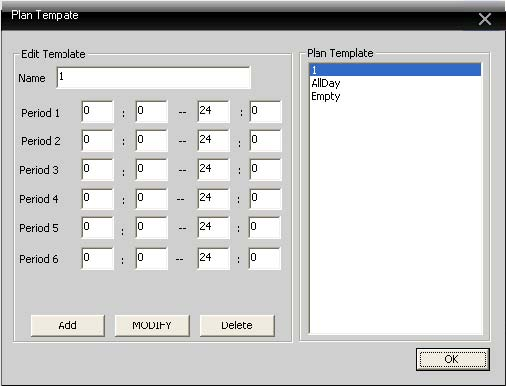 Plan Tempate
Edit Template
Name 1
Period 1 0 : 0 -- 24 : 0
Period 2 0 : 0 -- 24 : 0
Period 3 0 : 0 -- 24 : 0
Period 4 0 : 0 -- 24 : 0
Period 5 0 : 0 -- 24 : 0
Period 6 0 : 0 -- 24 : 0
Add MODIFY Delete
Plan Template
1
AllDay
Empty
OK